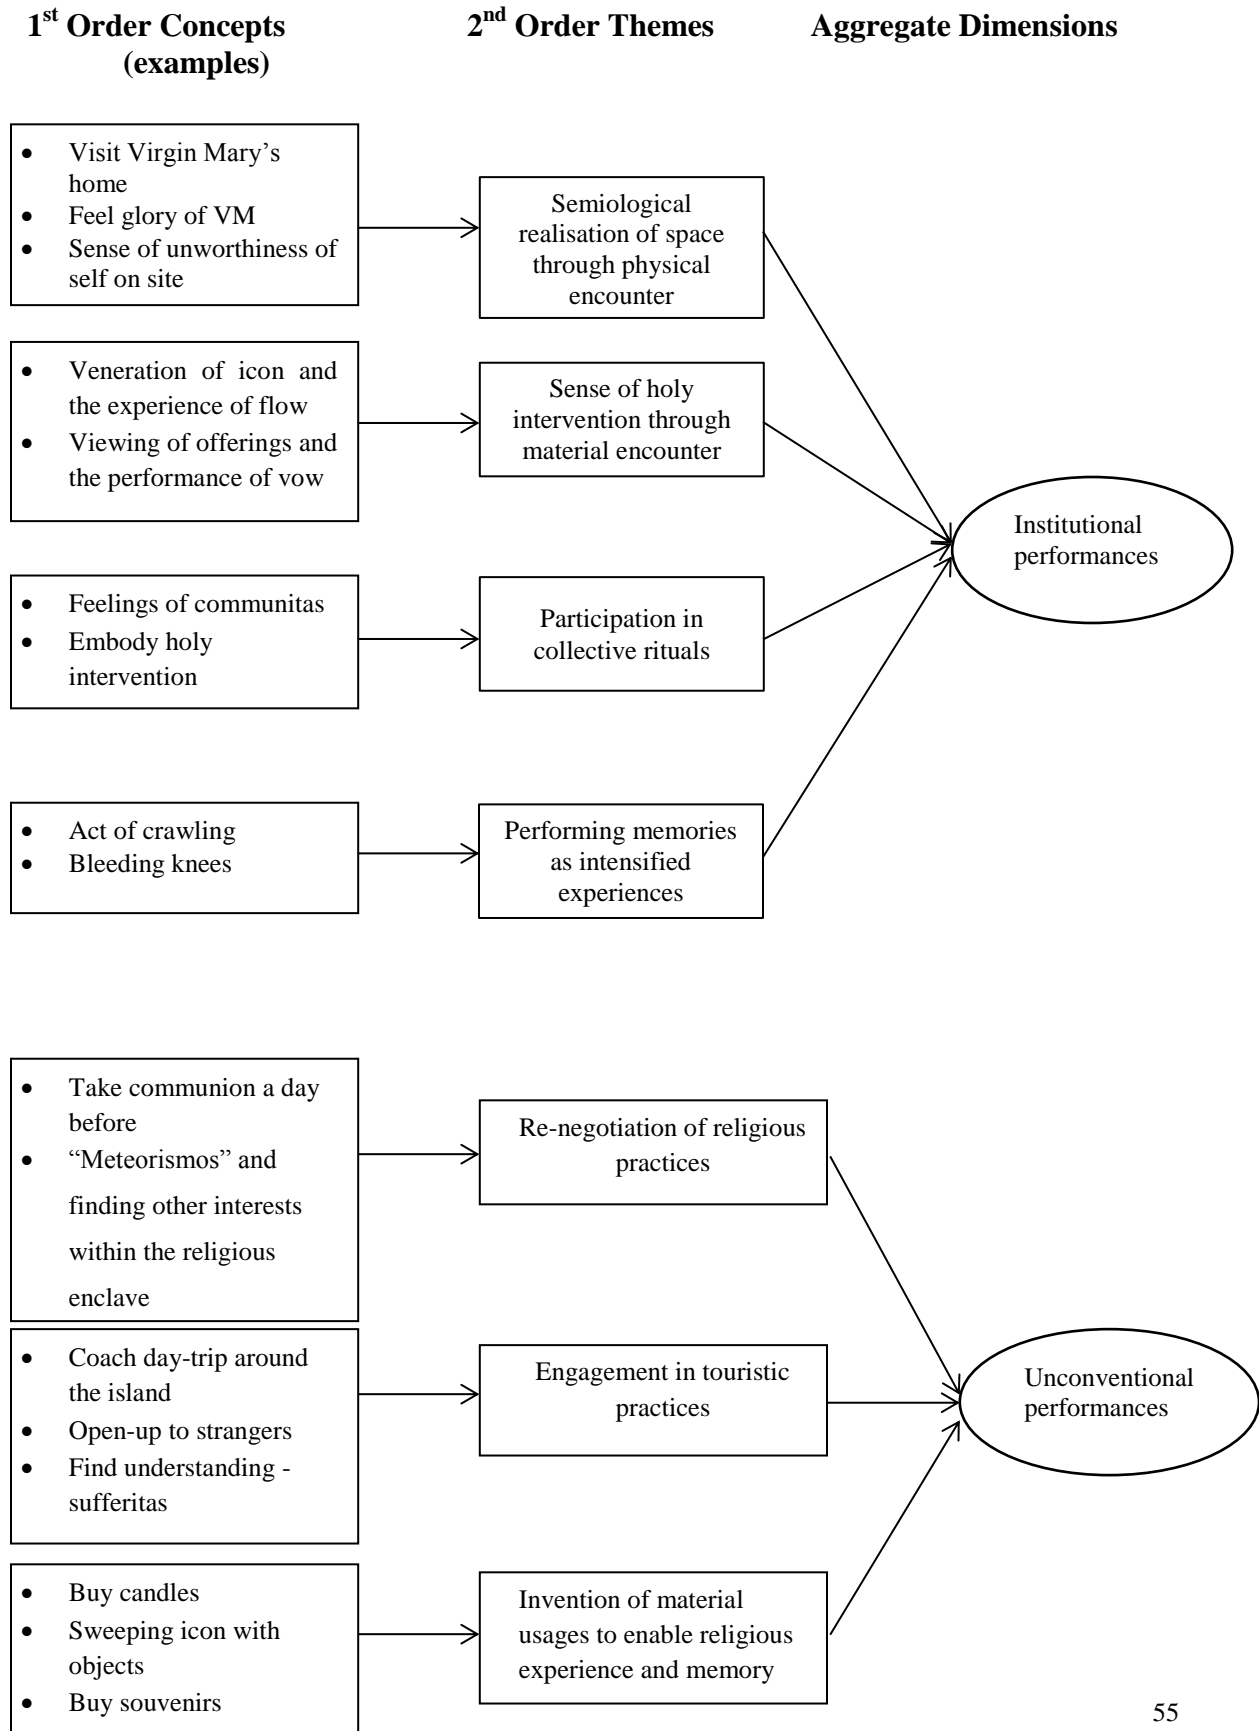 1st Order Concepts
(examples)
2nd Order Themes
Aggregate Dimensions
• Visit Virgin Mary’s
home
• Feel glory of VM
• Sense of unworthiness of
self on site
Semiological
realisation of space
through physical
encounter
• Veneration of icon and
the experience of flow
• Viewing of offerings and
the performance of vow
Sense of holy
intervention through
material encounter
Institutional
performances
• Feelings of communitas
• Embody holy
intervention
Participation in
collective rituals
• Act of crawling
• Bleeding knees
Performing memories
as intensified
experiences
• Take communion a day
before
• “Meteorismos” and
finding other interests
within the religious
enclave
Re-negotiation of religious
practices
• Coach day-trip around
the island
• Open-up to strangers
• Find understanding -
sufferitas
Engagement in touristic
practices
Unconventional
performances
• Buy candles
• Sweeping icon with
objects
• Buy souvenirs
Invention of material
usages to enable religious
experience and memory
55